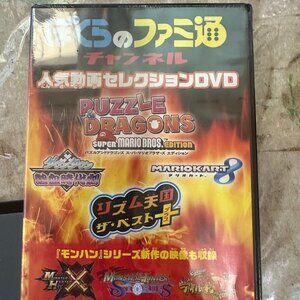 ぼくらのファミ通
チャンネル
人気動画セレクションDVD
PUZZLE
& DRAGONS
SUPER MARIO BROS. EDITION
パズルアンドドラゴンズ スーパーマリオブラザーズ エディション
MARIOKART 8
マリオカート
リズム天国
ザ・ベスト+
『モンハン』シリーズ新作の映像も収録
MONSTER HUNTER X
MONSTER HUNTER
STORIES